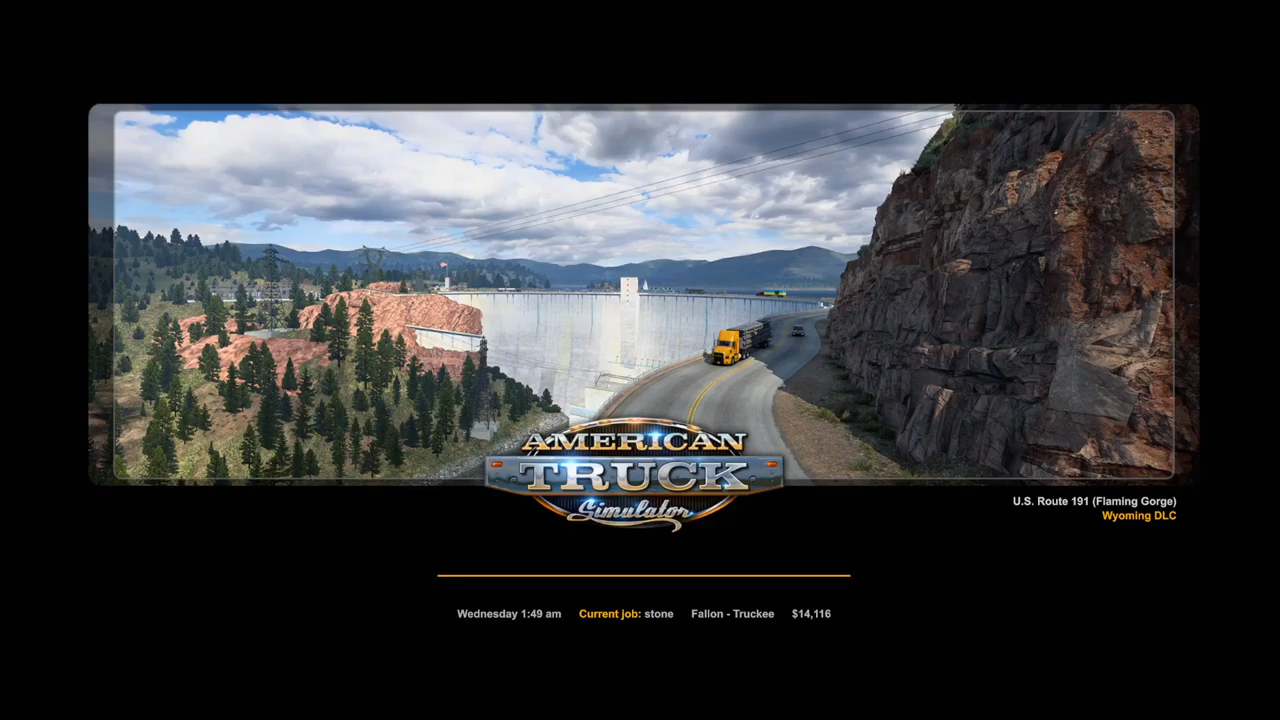 AMERICAN
TRUCK
Simulator
U.S. Route 191 (Flaming Gorge)
Wyoming DLC
Wednesday 1:49 am Current job: stone Fallon - Truckee $14,116